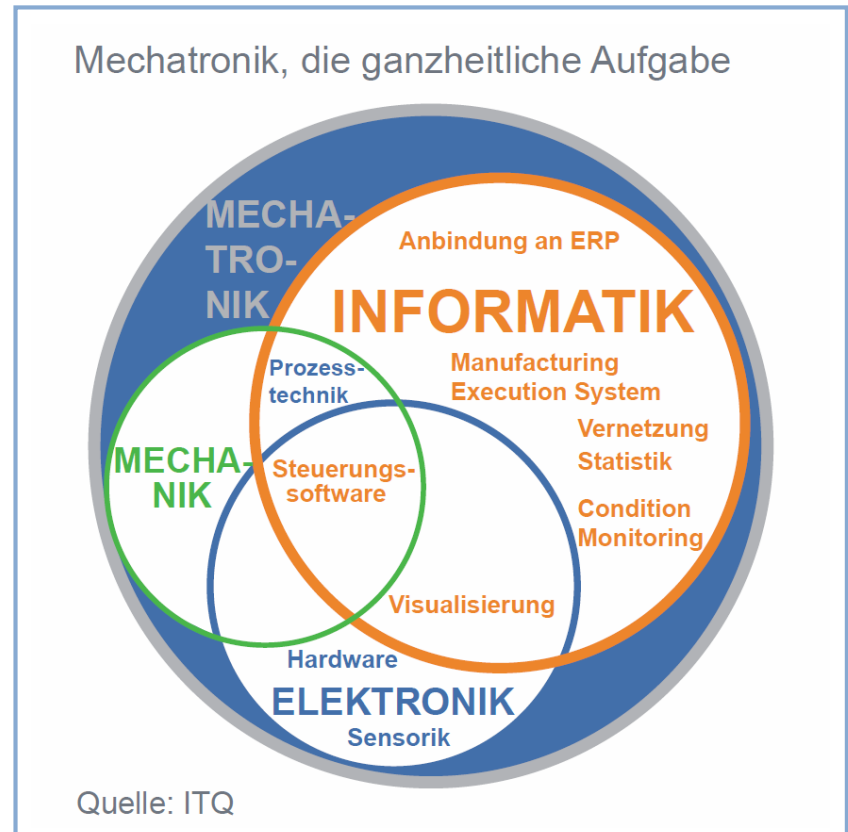 Mechatronik, die ganzheitliche Aufgabe
MECHA-
TRO-
NIK
Anbindung an ERP
INFORMATIK
Manufacturing
Execution System
Vernetzung
Statistik
Condition
Monitoring
Prozess-
technik
MECHA-
NIK
Steuerungs-
software
Visualisierung
Hardware
ELEKTRONIK
Sensorik
Quelle: ITQ